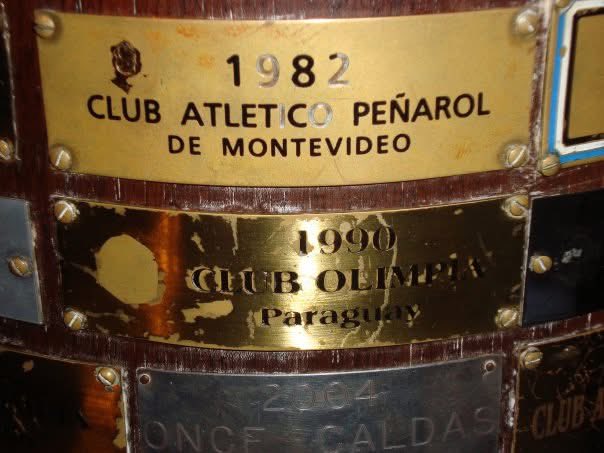 1982
CLUB ATLETICO PEÑAROL
DE MONTEVIDEO
1990
CLUB OLIMPIA
Paraguay
2004
ONCE CALDAS
CLUB